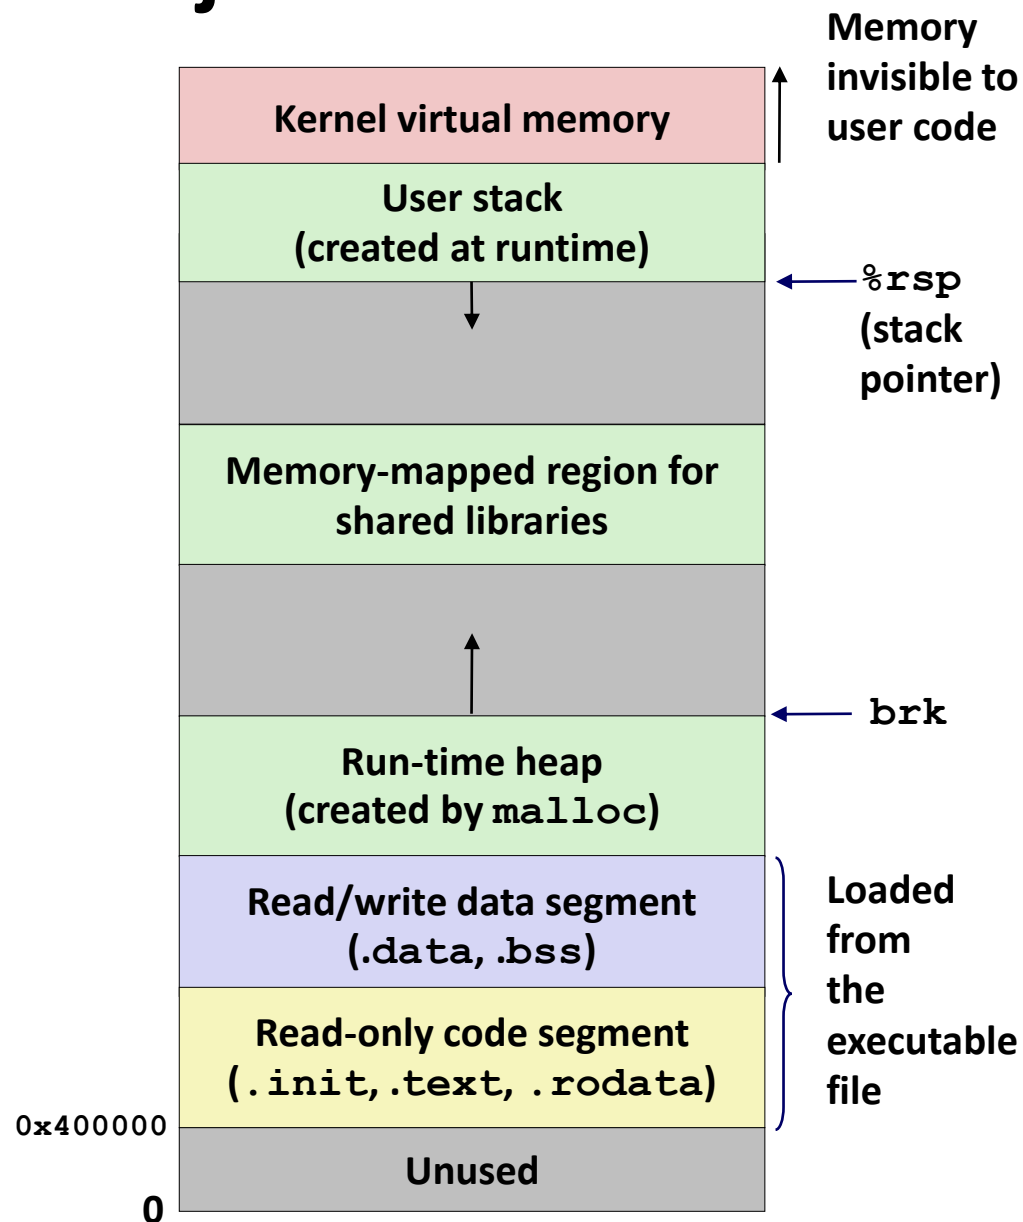 Memory
invisible to
user code
Kernel virtual memory
User stack
(created at runtime)
%rsp
(stack
pointer)
Memory-mapped region for
shared libraries
brk
Run-time heap
(created by malloc)
Read/write data segment
(.data, .bss)
Loaded
from
the
executable
file
Read-only code segment
(.init, .text, .rodata)
0x400000
Unused
0